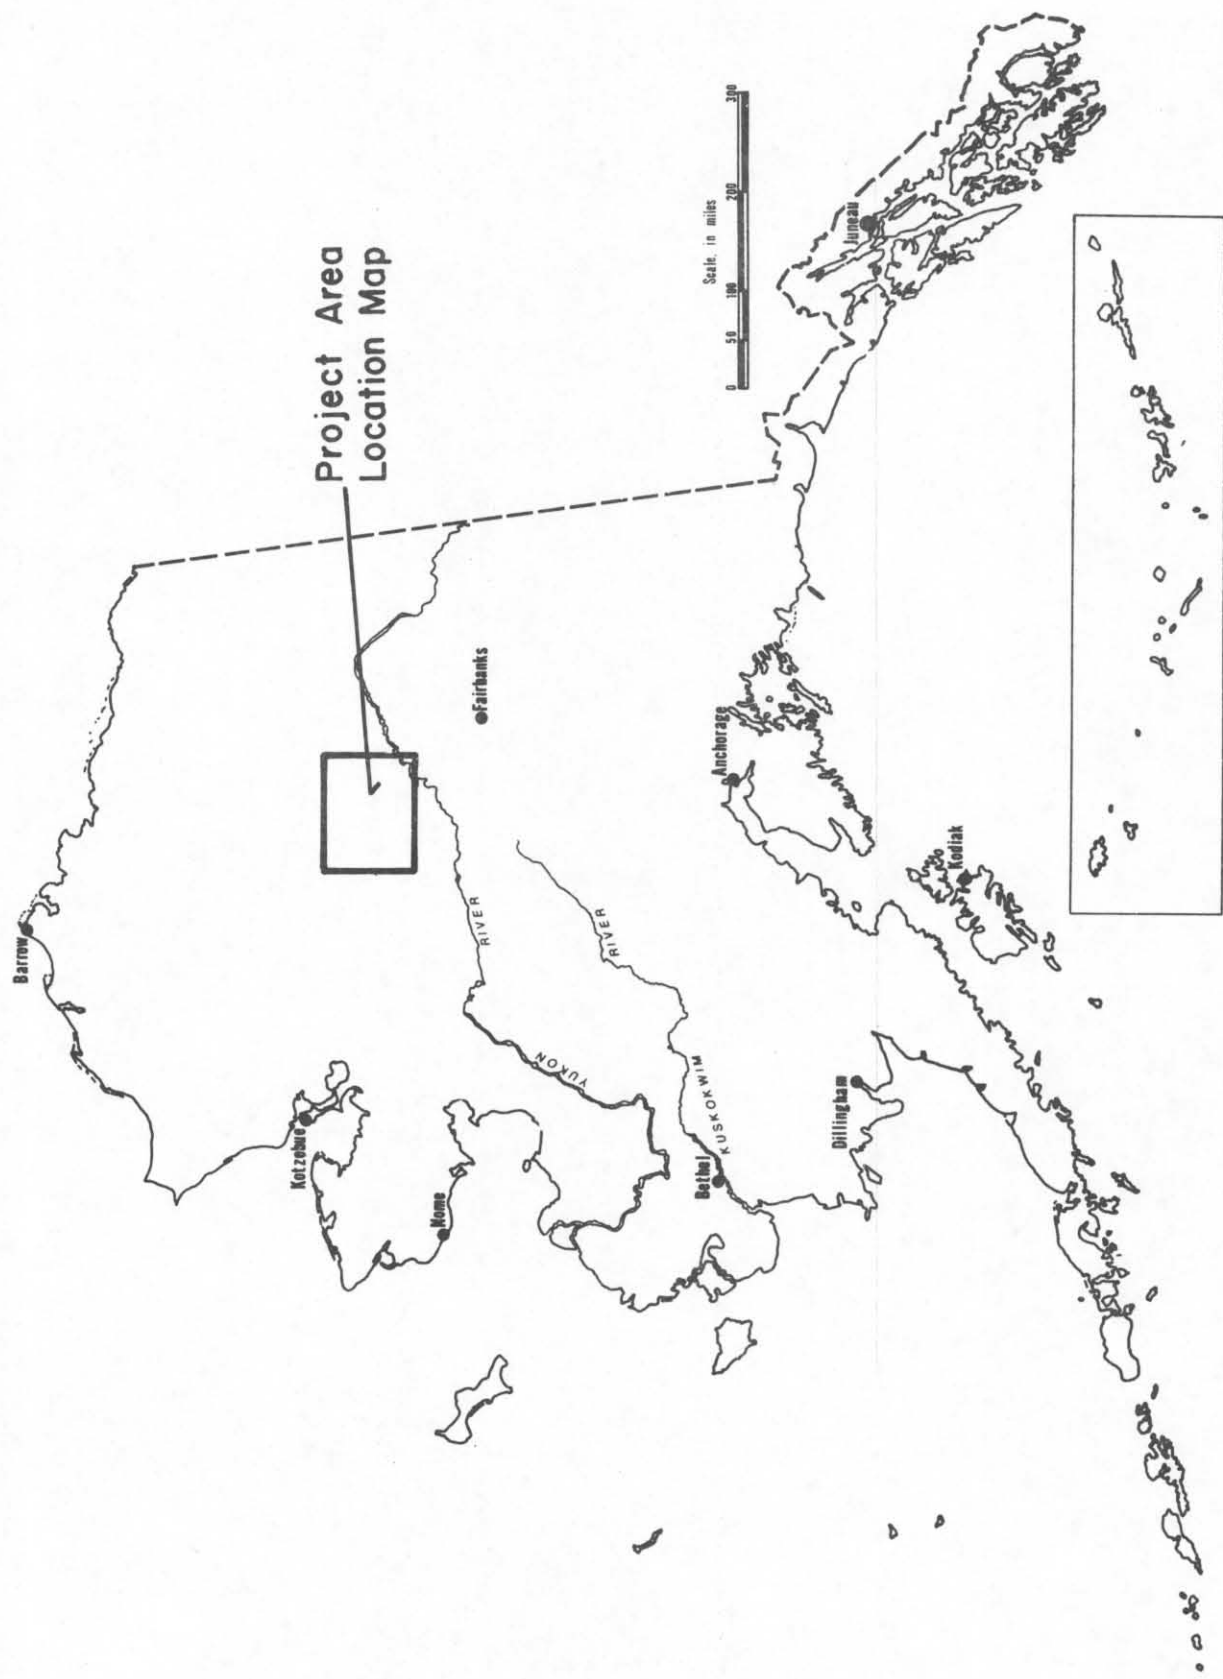 Project Area
Location Map
Scale, in miles
0 50 100 200 300
Barrow
Kotzebue
Nome
Fairbanks
YUKON
RIVER
KUSKOKWIM
RIVER
Bethel
Dillingham
Anchorage
Kodiak
Juneau